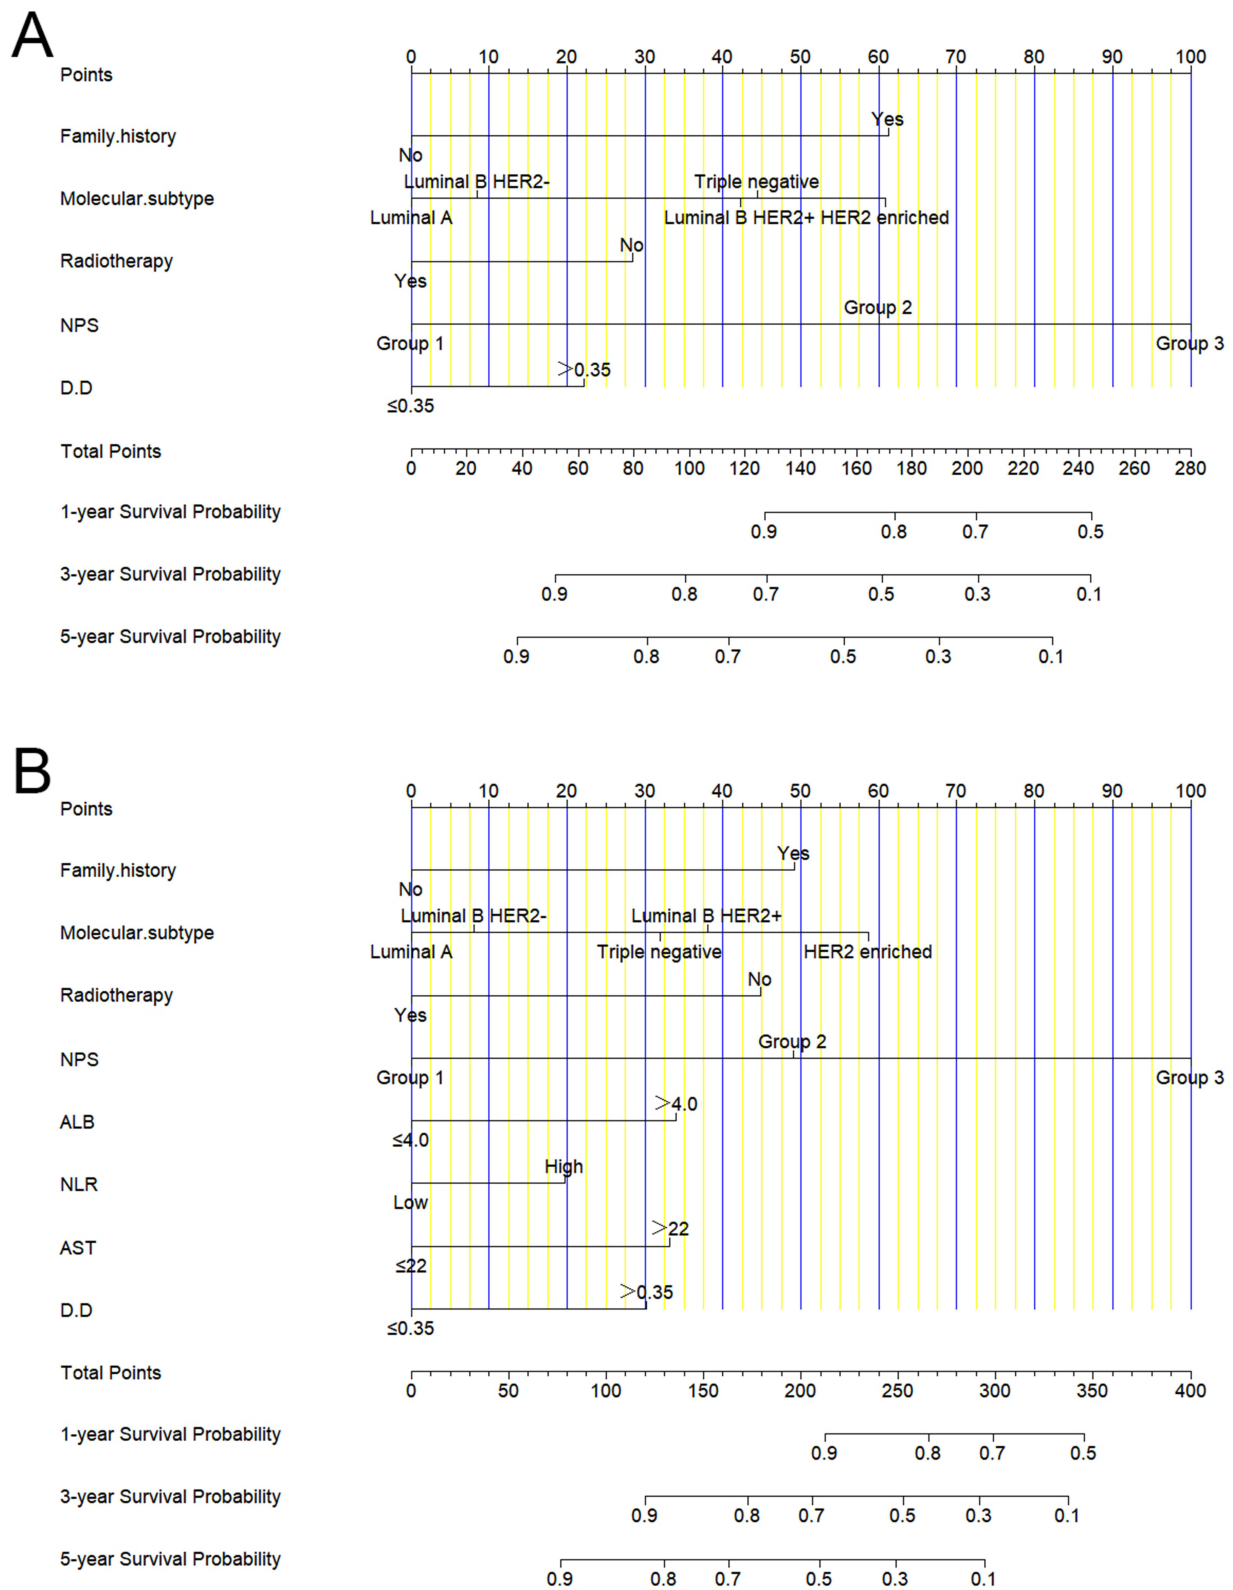 A
0 10 20 30 40 50 60 70 80 90 100
Points
Yes
Family.history
No
Luminal B HER2- Triple negative
Molecular.subtype
Luminal A Luminal B HER2+ HER2 enriched
No
Radiotherapy
Yes
Group 2
NPS
Group 1 Group 3
>0.35
D.D
≤0.35
Total Points
0 20 40 60 80 100 120 140 160 180 200 220 240 260 280
1-year Survival Probability
0.9 0.8 0.7 0.5
3-year Survival Probability
0.9 0.8 0.7 0.5 0.3 0.1
5-year Survival Probability
0.9 0.8 0.7 0.5 0.3 0.1
B
0 10 20 30 40 50 60 70 80 90 100
Points
Yes
Family.history
No
Luminal B HER2- Luminal B HER2+
Molecular.subtype
Luminal A Triple negative HER2 enriched
No
Radiotherapy
Yes
Group 2
NPS
Group 1 Group 3
>4.0
ALB
≤4.0
High
NLR
Low
>22
AST
≤22
>0.35
D.D
≤0.35
Total Points
0 50 100 150 200 250 300 350 400
1-year Survival Probability
0.9 0.8 0.7 0.5
3-year Survival Probability
0.9 0.8 0.7 0.5 0.3 0.1
5-year Survival Probability
0.9 0.8 0.7 0.5 0.3 0.1